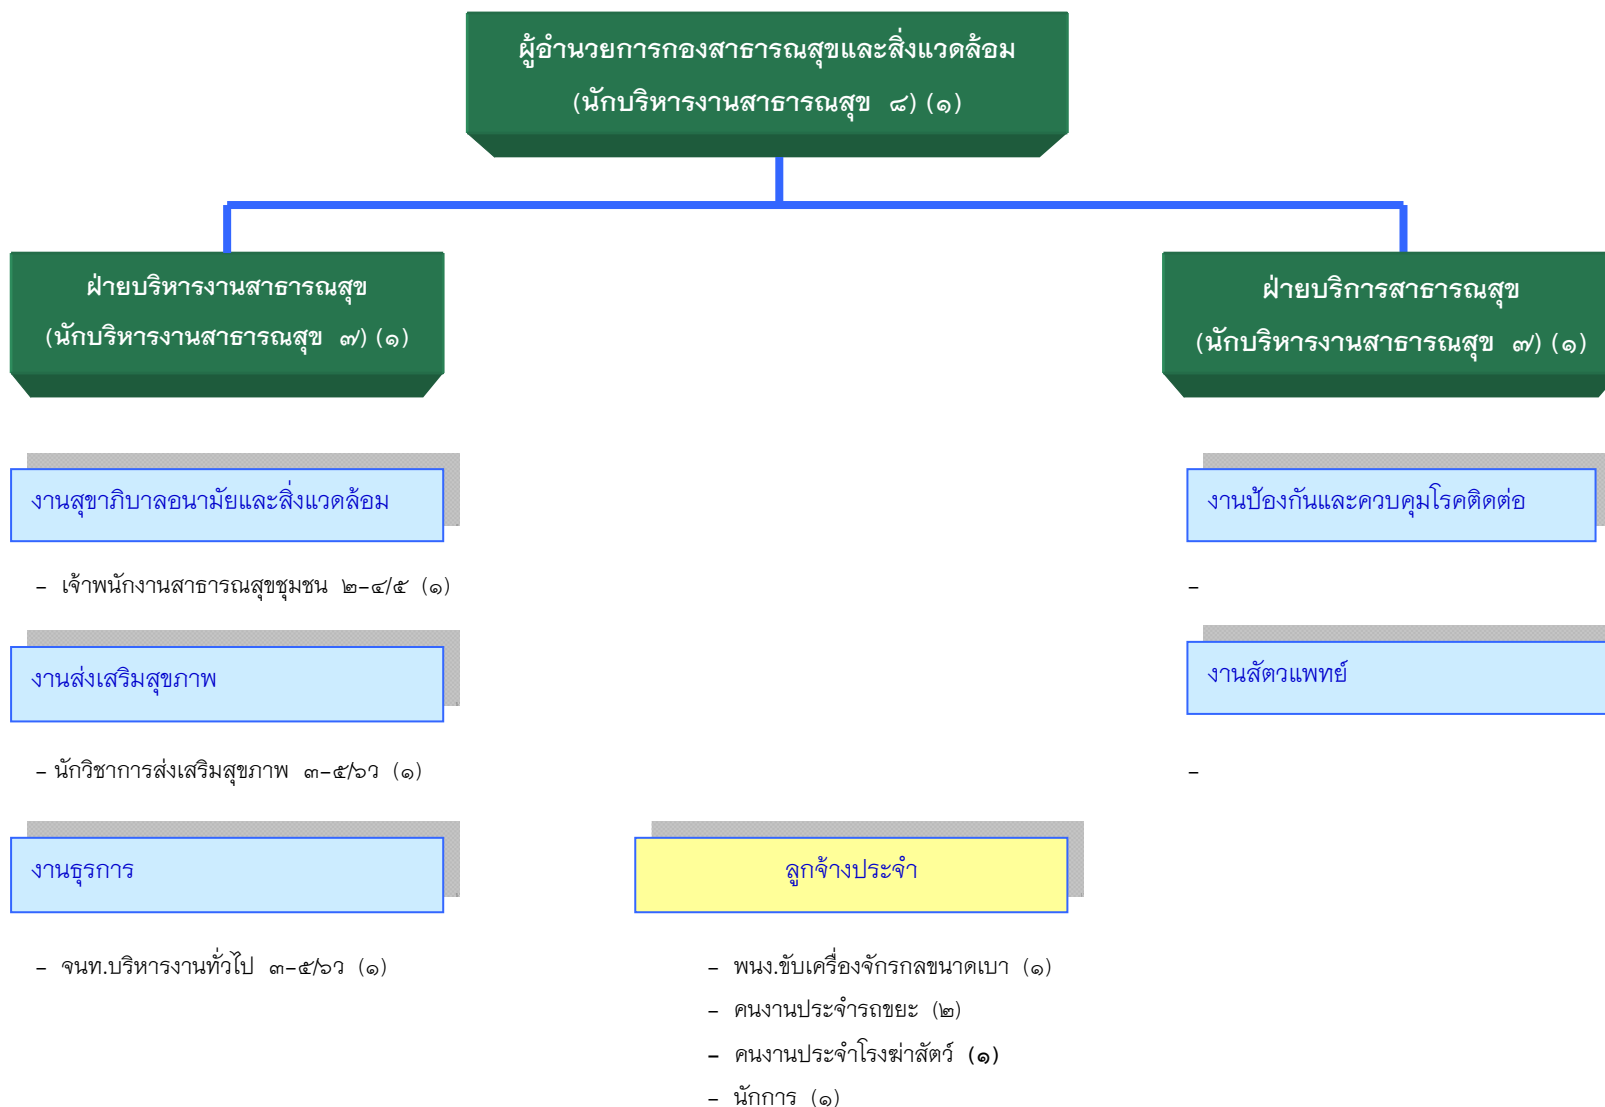 ผู้อำนวยการกองสาธารณสุขและสิ่งแวดล้อม
(นักบริหารงานสาธารณสุข ๘) (๑)
ฝ่ายบริหารงานสาธารณสุข
(นักบริหารงานสาธารณสุข ๗) (๑)
ฝ่ายบริการสาธารณสุข
(นักบริหารงานสาธารณสุข ๗) (๑)
งานสุขาภิบาลอนามัยและสิ่งแวดล้อม
- เจ้าพนักงานสาธารณสุขชุมชน ๒-๔/๕ (๑)
งานส่งเสริมสุขภาพ
- นักวิชาการส่งเสริมสุขภาพ ๓-๕/๖ว (๑)
งานธุรการ
- จนท.บริหารงานทั่วไป ๓-๕/๖ว (๑)
งานป้องกันและควบคุมโรคติดต่อ
-
งานสัตวแพทย์
-
ลูกจ้างประจำ
- พนง.ขับเครื่องจักรกลขนาดเบา (๑)
- คนงานประจำรถขยะ (๒)
- คนงานประจำโรงฆ่าสัตว์ (๑)
- นักการ (๑)